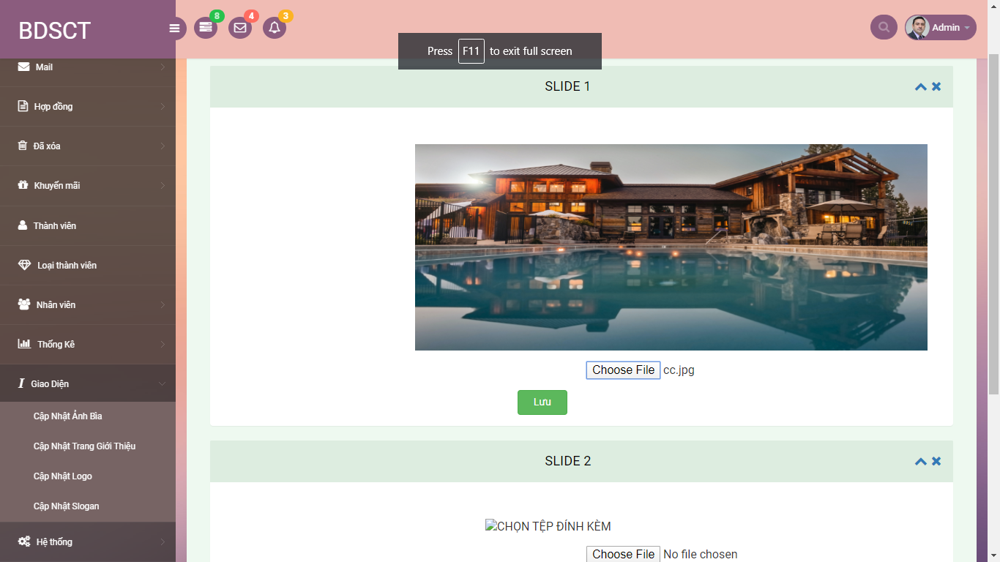 BDSCT
8
4
3
Admin
Press F11 to exit full screen
Mail
Hợp đồng
Đã xóa
Khuyến mãi
Thành viên
Loại thành viên
Nhân viên
Thống Kê
Giao Diện
Cập Nhật Ảnh Bìa
Cập Nhật Trang Giới Thiệu
Cập Nhật Logo
Cập Nhật Slogan
Hệ thống
SLIDE 1
Choose File cc.jpg
Lưu
SLIDE 2
CHỌN TỆP ĐÍNH KÈM
Choose File No file chosen